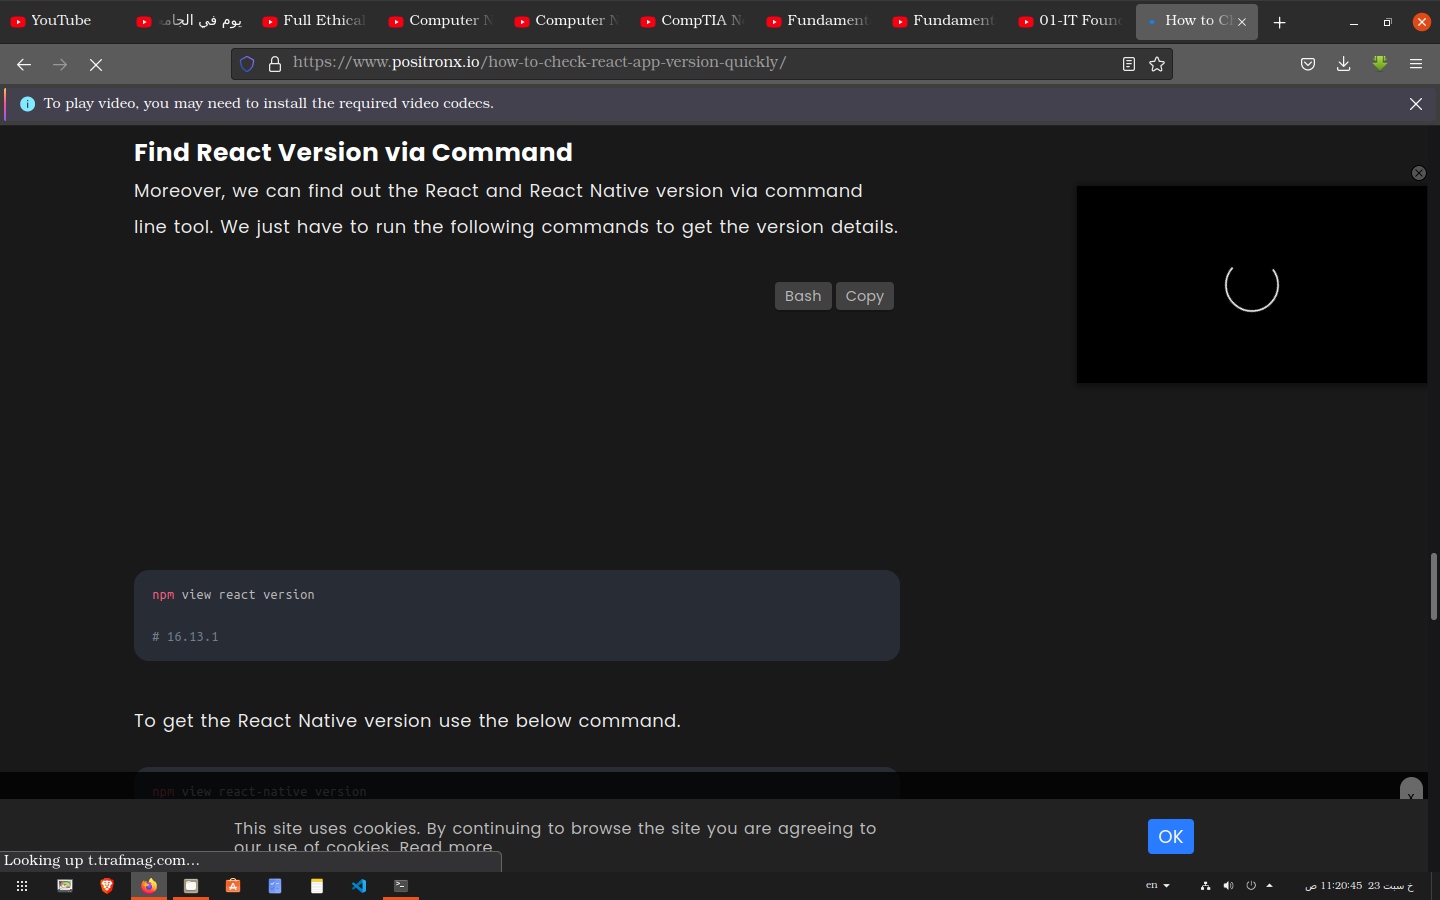 YouTube
يوم في الجامع
Full Ethical
Computer N
Computer N
CompTIA N
Fundament
Fundament
01-IT Foun
How to Ch
https://www.positronx.io/how-to-check-react-app-version-quickly/
To play video, you may need to install the required video codecs.
Find React Version via Command
Moreover, we can find out the React and React Native version via command
line tool. We just have to run the following commands to get the version details.
Bash
Copy
npm view react version
# 16.13.1
To get the React Native version use the below command.
npm view react-native version
x
This site uses cookies. By continuing to browse the site you are agreeing to
our use of cookies. Read more
OK
Looking up t.trafmag.com…
en
خ سبت 23 11:20:45 ص